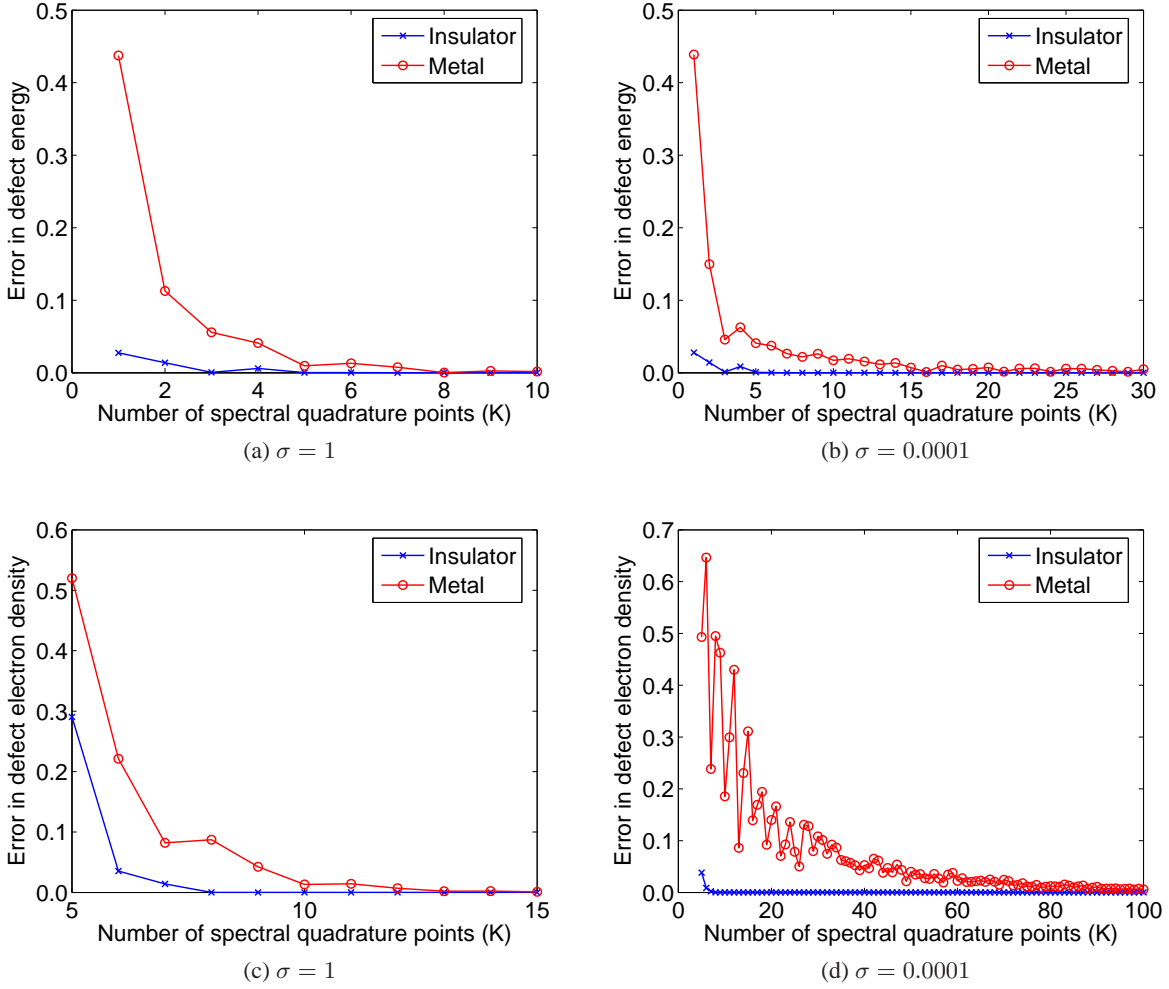 Error in defect energy
0.5
0.4
0.3
0.2
0.1
0.0
2
4
6
8
10
Number of spectral quadrature points (K)
Insulator
Metal
(a) σ = 1
Error in defect energy
0.5
0.4
0.3
0.2
0.1
0.0
0
5
10
15
20
25
30
Number of spectral quadrature points (K)
Insulator
Metal
(b) σ = 0.0001
Error in defect electron density
0.6
0.5
0.4
0.3
0.2
0.1
0.0
5
10
15
Number of spectral quadrature points (K)
Insulator
Metal
(c) σ = 1
Error in defect electron density
0.7
0.6
0.5
0.4
0.3
0.2
0.1
0.0
0
20
40
60
80
100
Number of spectral quadrature points (K)
Insulator
Metal
(d) σ = 0.0001